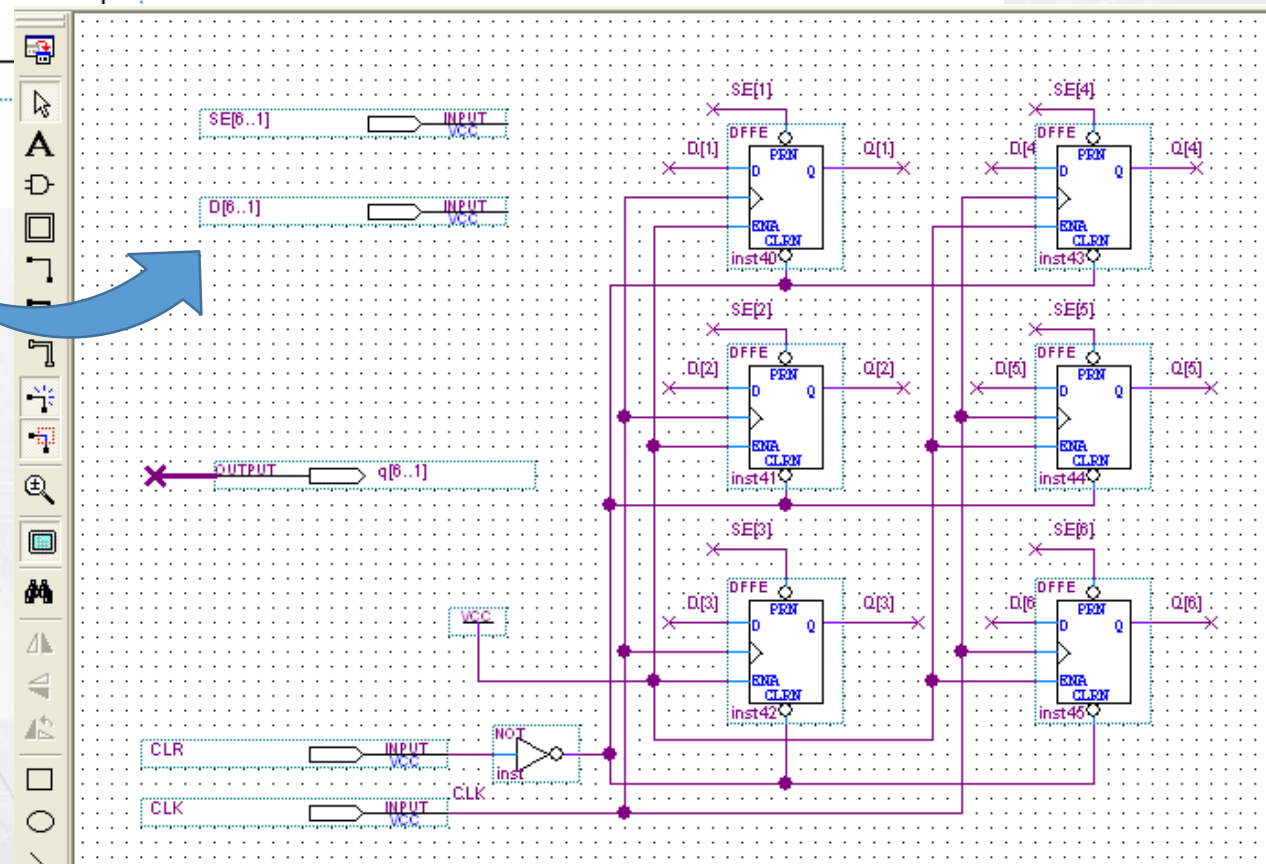 SE[1]
SE[4]
SE[6..1]
INPUT
VCC
DFFE
PRN
D[1]
Q[1]
D
Q
ENA
CLRN
inst40
DFFE
PRN
D[4
Q[4]
D
Q
ENA
CLRN
inst43
D[6..1]
INPUT
VCC
SE[2]
SE[5]
DFFE
PRN
D[2]
Q[2]
D
Q
ENA
CLRN
inst41
DFFE
PRN
D[5]
Q[5]
D
Q
ENA
CLRN
inst44
OUTPUT
q[6..1]
SE[3]
SE[6]
DFFE
PRN
D[3]
Q[3]
D
Q
ENA
CLRN
inst42
DFFE
PRN
D[6
Q[6]
D
Q
ENA
CLRN
inst45
VCC
CLR
INPUT
VCC
NOT
inst
CLK
INPUT
VCC
CLK
A